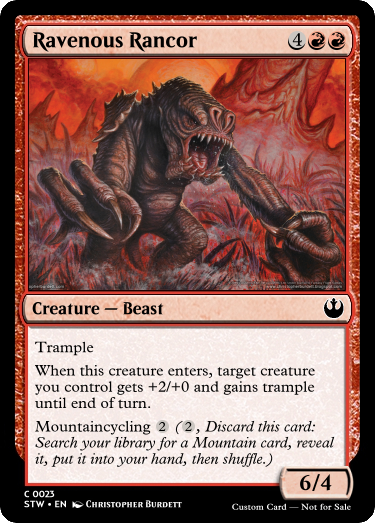 Ravenous Rancor 4
Creature — Beast
Trample
When this creature enters, target creature
you control gets +2/+0 and gains trample
until end of turn.
Mountaincycling 2 (2, Discard this card:
Search your library for a Mountain card, reveal
it, put it into your hand, then shuffle.)
6/4
C 0023
STW • EN Christopher Burdett
Custom Card — Not for Sale